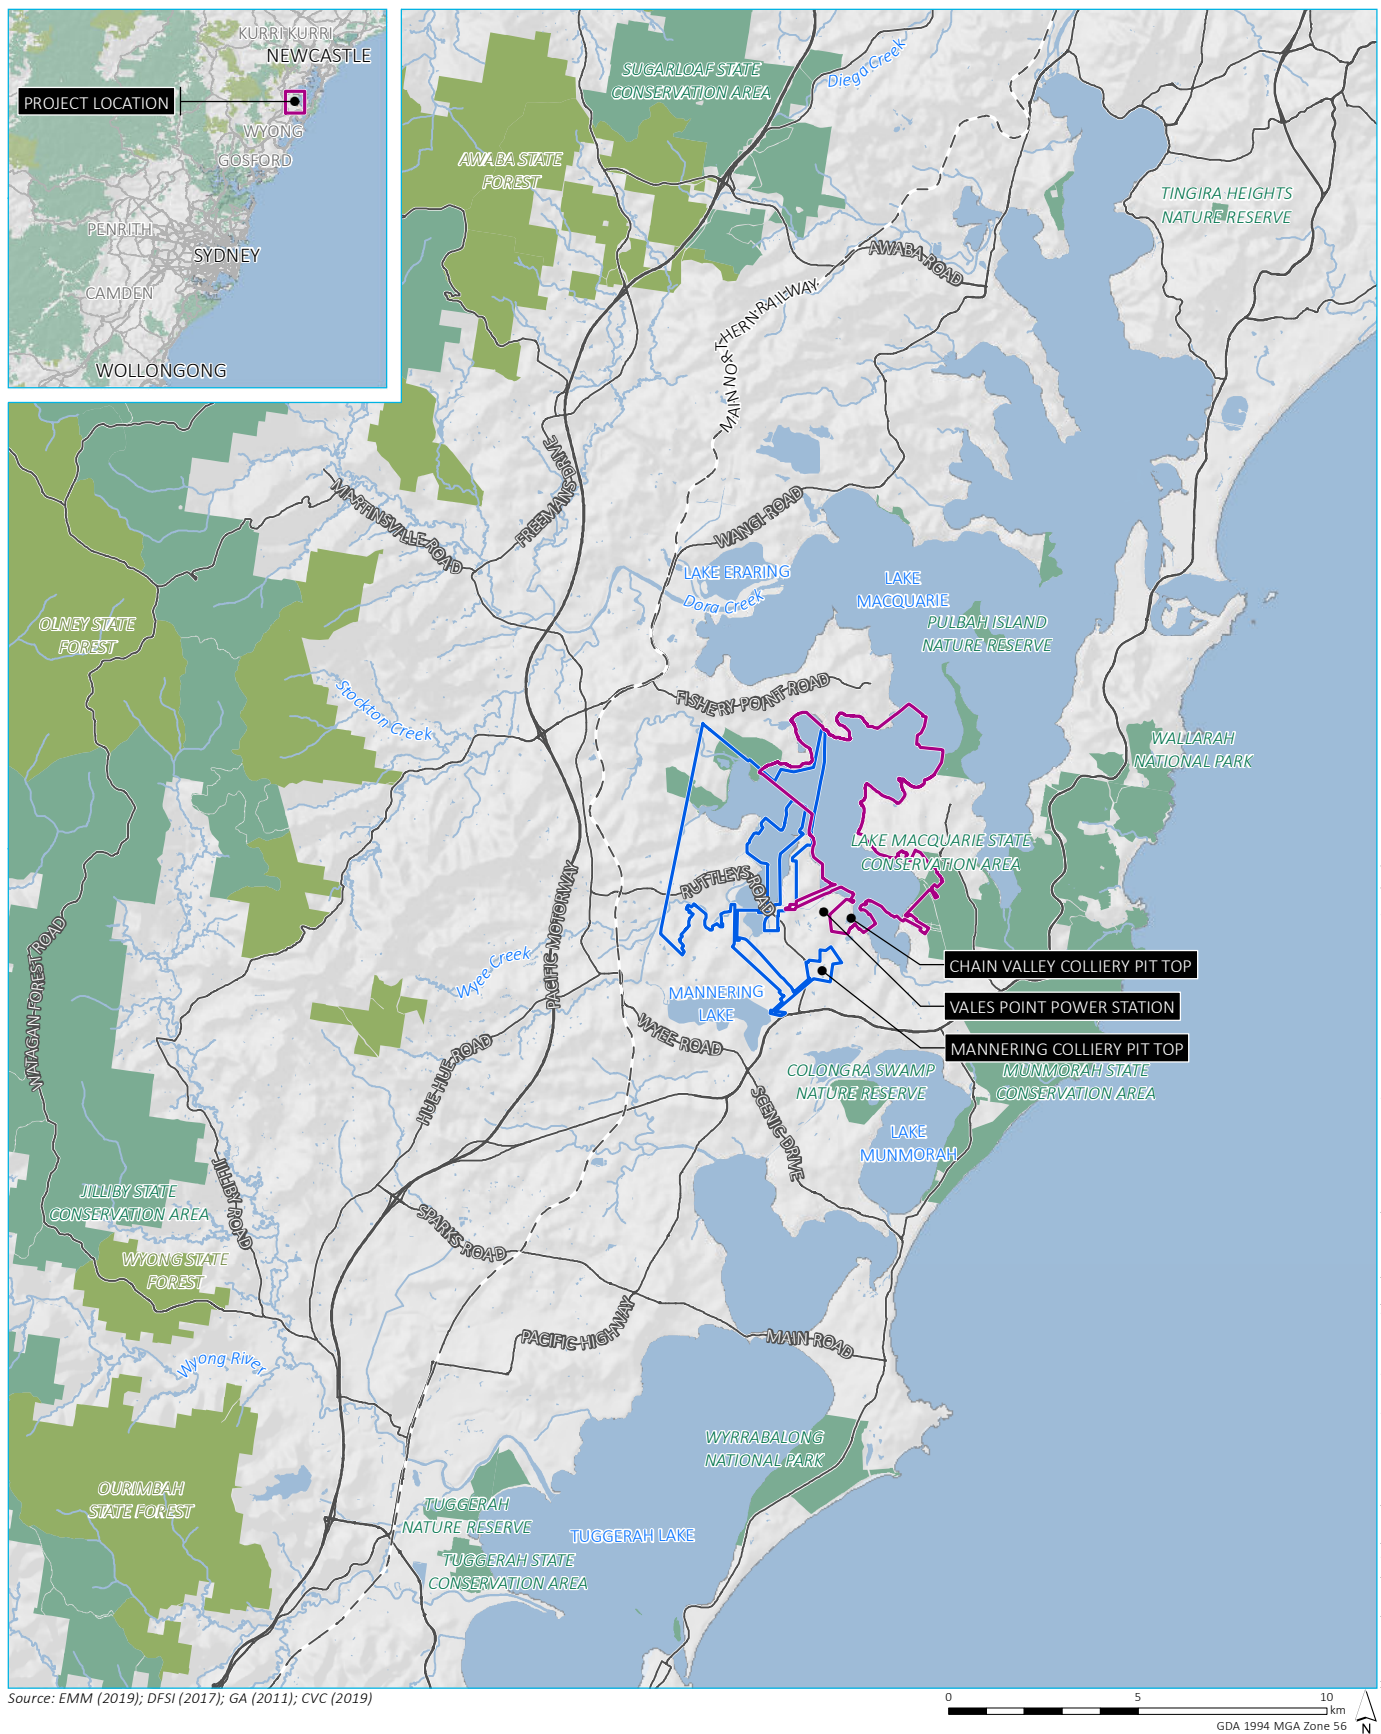 KURRI KURRI
NEWCASTLE
PROJECT LOCATION
WYONG
GOSFORD
PENRITH
SYDNEY
CAMDEN
WOLLONGONG
SUGARLOAF STATE
CONSERVATION AREA
Diega Creek
AWABA STATE
FOREST
TINGIRA HEIGHTS
NATURE RESERVE
AWABA ROAD
MAIN NORTHERN RAILWAY
FREEMANS DRIVE
MARTINSVILLE ROAD
WANGI ROAD
LAKE ERARING
Dora Creek
LAKE
MACQUARIE
PULBAH ISLAND
NATURE RESERVE
OLNEY STATE
FOREST
Stockton Creek
FISHERY POINT ROAD
WALLARAH
NATIONAL PARK
LAKE MACQUARIE STATE
CONSERVATION AREA
RUTTLEYS ROAD
PACIFIC MOTORWAY
WATAGAN FOREST ROAD
Wyee Creek
CHAIN VALLEY COLLIERY PIT TOP
MANNERING
LAKE
VALES POINT POWER STATION
WYEE ROAD
MANNERING COLLIERY PIT TOP
HUE HUE ROAD
COLONGRA SWAMP
NATURE RESERVE
MUNMORAH STATE
CONSERVATION AREA
SCENIC DRIVE
LAKE
MUNMORAH
JILLIBY ROAD
JILLIBY STATE
CONSERVATION AREA
SPARKS ROAD
WYONG STATE
FOREST
PACIFIC HIGHWAY
MAIN ROAD
Wyong River
WYRRABALONG
NATIONAL PARK
OURIMBAH
STATE FOREST
TUGGERAH
NATURE RESERVE
TUGGERAH LAKE
TUGGERAH STATE
CONSERVATION AREA
Source: EMM (2019); DFSI (2017); GA (2011); CVC (2019)
0 5 10
km
GDA 1994 MGA Zone 56
N